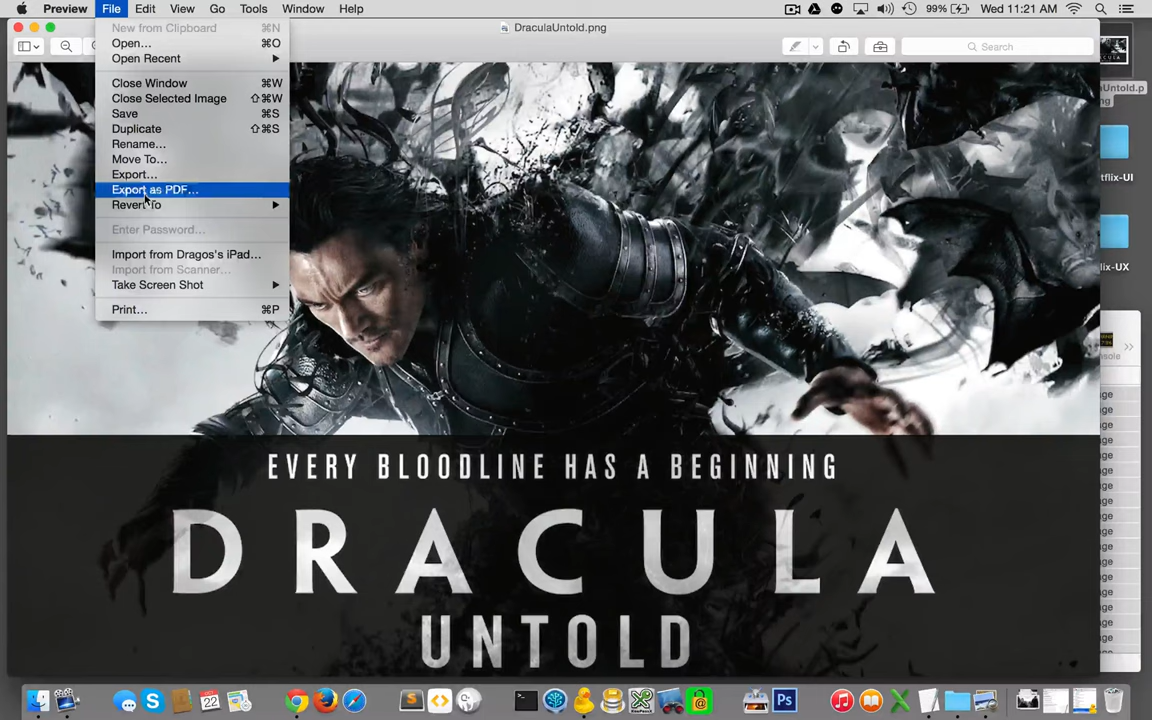 Preview File Edit View Go Tools Window Help 99% Wed 11:21 AM
DraculaUntold.png
Search
New from Clipboard ⌘N
Open... ⌘O
Open Recent
Close Window ⌘W
Close Selected Image ⇧⌘W
Save ⌘S
Duplicate ⇧⌘S
Rename...
Move To...
Export...
Export as PDF...
Revert To
Enter Password...
Import from Dragos's iPad...
Import from Scanner...
Take Screen Shot
Print... ⌘P
EVERY BLOODLINE HAS A BEGINNING
DRACULA
UNTOLD
22
Ps